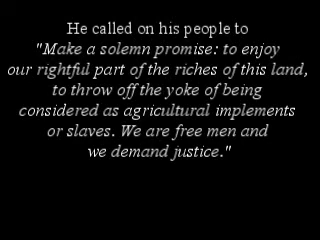 He called on his people to
"Make a solemn promise: to enjoy
our rightful part of the riches of this land,
to throw off the yoke of being
considered as agricultural implements
or slaves. We are free men and
we demand justice."